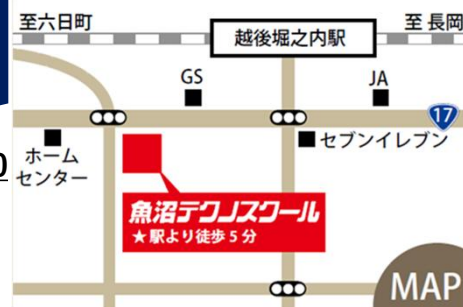 至六日町
越後堀之内駅
至 長岡
GS
JA
17
ホーム
センター
セブンイレブン
魚沼テクノスクール
★駅より徒歩5分
MAP